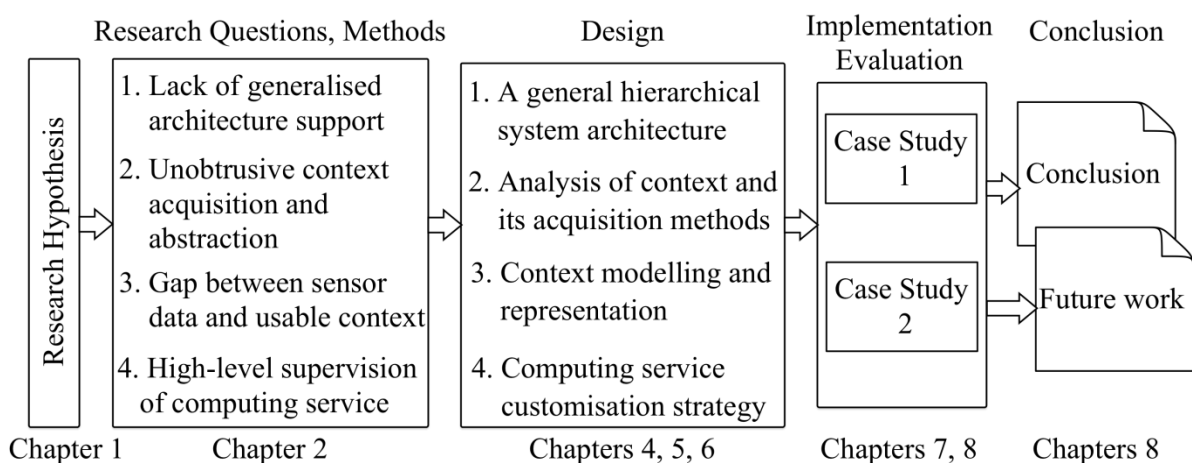 Research Questions, Methods
Design
Implementation
Evaluation
Conclusion
Research Hypothesis
1. Lack of generalised
architecture support
2. Unobtrusive context
acquisition and
abstraction
3. Gap between sensor
data and usable context
4. High-level supervision
of computing service
1. A general hierarchical
system architecture
2. Analysis of context and
its acquisition methods
3. Context modelling and
representation
4. Computing service
customisation strategy
Case Study
1
Case Study
2
Conclusion
Future work
Chapter 1
Chapter 2
Chapters 4, 5, 6
Chapters 7, 8
Chapters 8